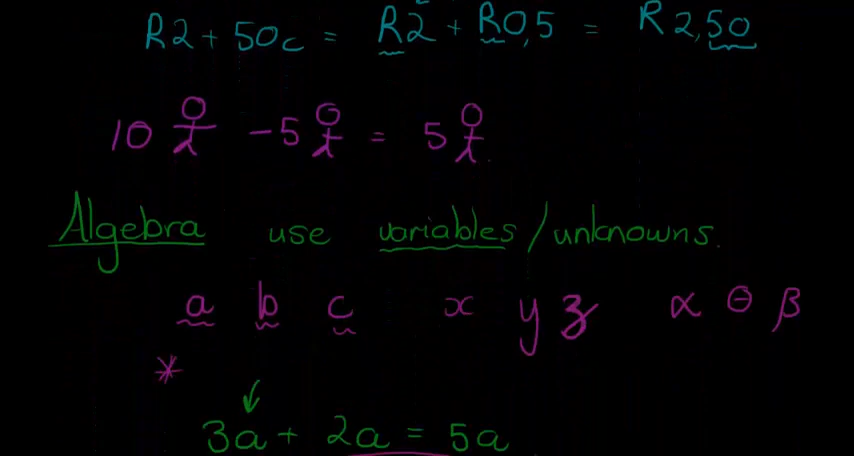 R2 + 50c = R2 + R0,5 = R2,50
10 - 5 = 5
Algebra use variables/unknowns.
a b c x y z α θ β
*
3a + 2a = 5a